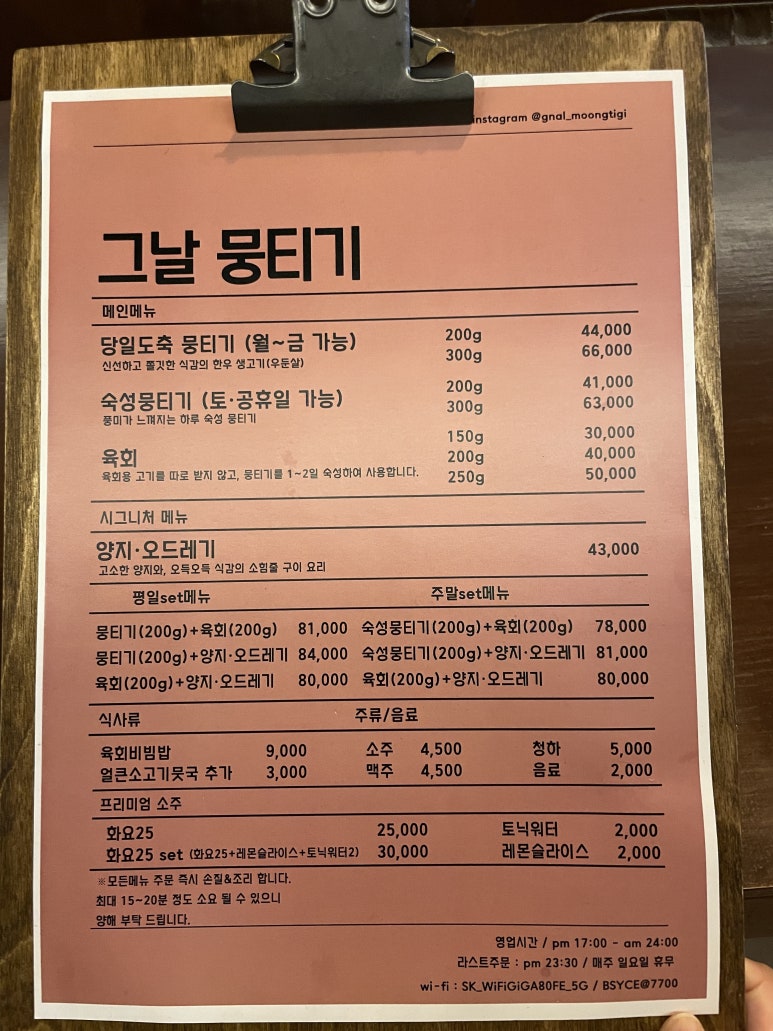 instagram @gnal_moongtigi
그날 뭉티기
메인메뉴
당일도축 뭉티기 (월~금 가능) 200g 44,000
신선하고 쫄깃한 식감의 한우 생고기(우둔살) 300g 66,000
숙성뭉티기 (토·공휴일 가능) 200g 41,000
풍미가 느껴지는 하루 숙성 뭉티기 300g 63,000
육회 150g 30,000
200g 40,000
육회용 고기를 따로 받지 않고, 뭉티기를 1~2일 숙성하여 사용합니다. 250g 50,000
시그니처 메뉴
양지·오드레기 43,000
고소한 양지와, 오득오득 식감의 소힘줄 구이 요리
평일set메뉴 주말set메뉴
뭉티기(200g)+육회(200g) 81,000 숙성뭉티기(200g)+육회(200g) 78,000
뭉티기(200g)+양지·오드레기 84,000 숙성뭉티기(200g)+양지·오드레기 81,000
육회(200g)+양지·오드레기 80,000 육회(200g)+양지·오드레기 80,000
식사류 주류/음료
육회비빔밥 9,000 소주 4,500 청하 5,000
얼큰소고기뭇국 추가 3,000 맥주 4,500 음료 2,000
프리미엄 소주
화요25 25,000 토닉워터 2,000
화요25 set (화요25+레몬슬라이스+토닉워터2) 30,000 레몬슬라이스 2,000
※모든메뉴 주문 즉시 손질&조리 합니다.
최대 15~20분 정도 소요 될 수 있으니
양해 부탁 드립니다.
영업시간 / pm 17:00 - am 24:00
라스트주문 : pm 23:30 / 매주 일요일 휴무
wi-fi : SK_WiFiGiGA80FE_5G / BSYCE@7700